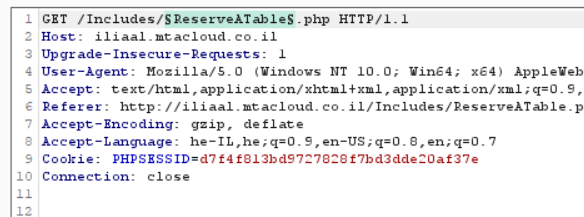 1 GET /Includes/§ReserveATable§.php HTTP/1.1
2 Host: iliaal.mtacloud.co.il
3 Upgrade-Insecure-Requests: 1
4 User-Agent: Mozilla/5.0 (Windows NT 10.0; Win64; x64) AppleWeb
5 Accept: text/html,application/xhtml+xml,application/xml;q=0.9,
6 Referer: http://iliaal.mtacloud.co.il/Includes/ReserveATable.p
7 Accept-Encoding: gzip, deflate
8 Accept-Language: he-IL,he;q=0.9,en-US;q=0.8,en;q=0.7
9 Cookie: PHPSESSID=d7f4f813bd9727828f7bd3dde20af37e
10 Connection: close
11
12